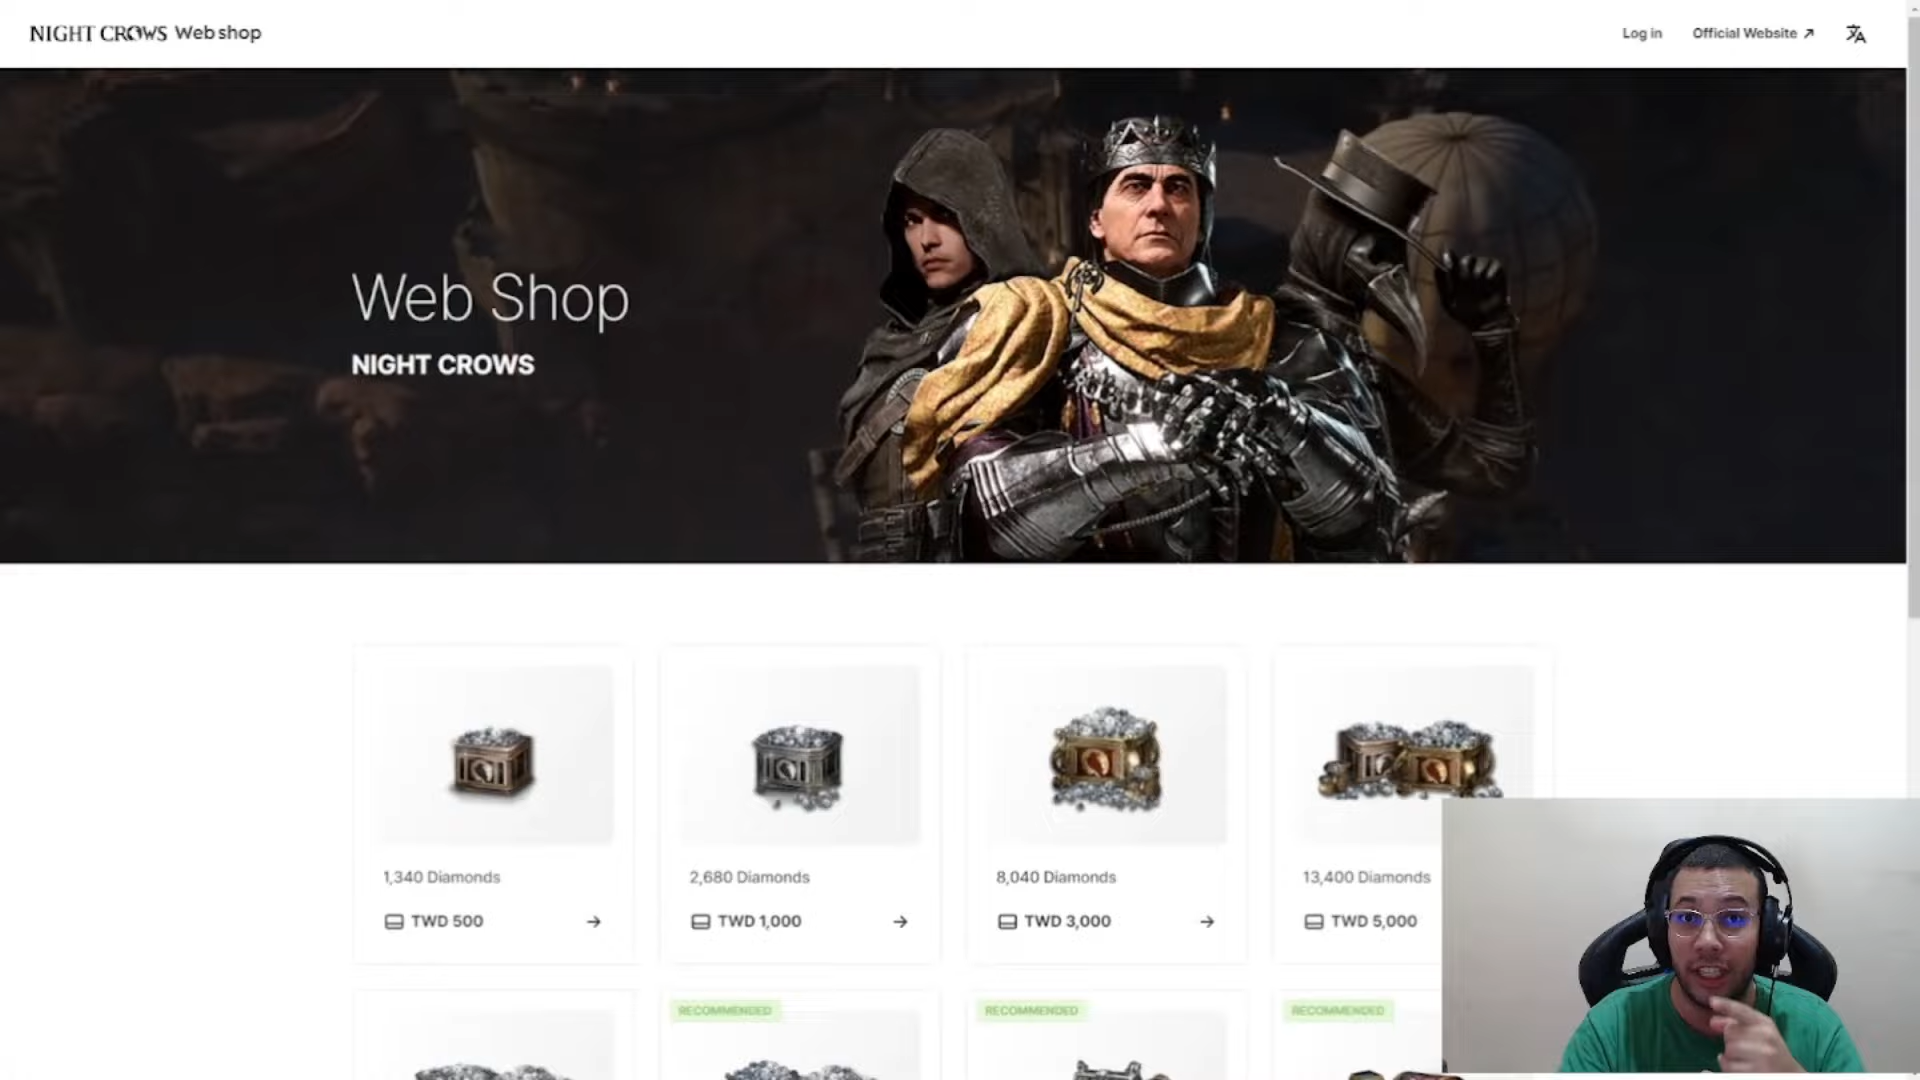 NIGHT CROWS Web shop
Log in
Official Website
Web Shop
NIGHT CROWS
1,340 Diamonds
TWD 500
2,680 Diamonds
TWD 1,000
8,040 Diamonds
TWD 3,000
13,400 Diamonds
TWD 5,000
RECOMMENDED
RECOMMENDED
RECOMMENDED